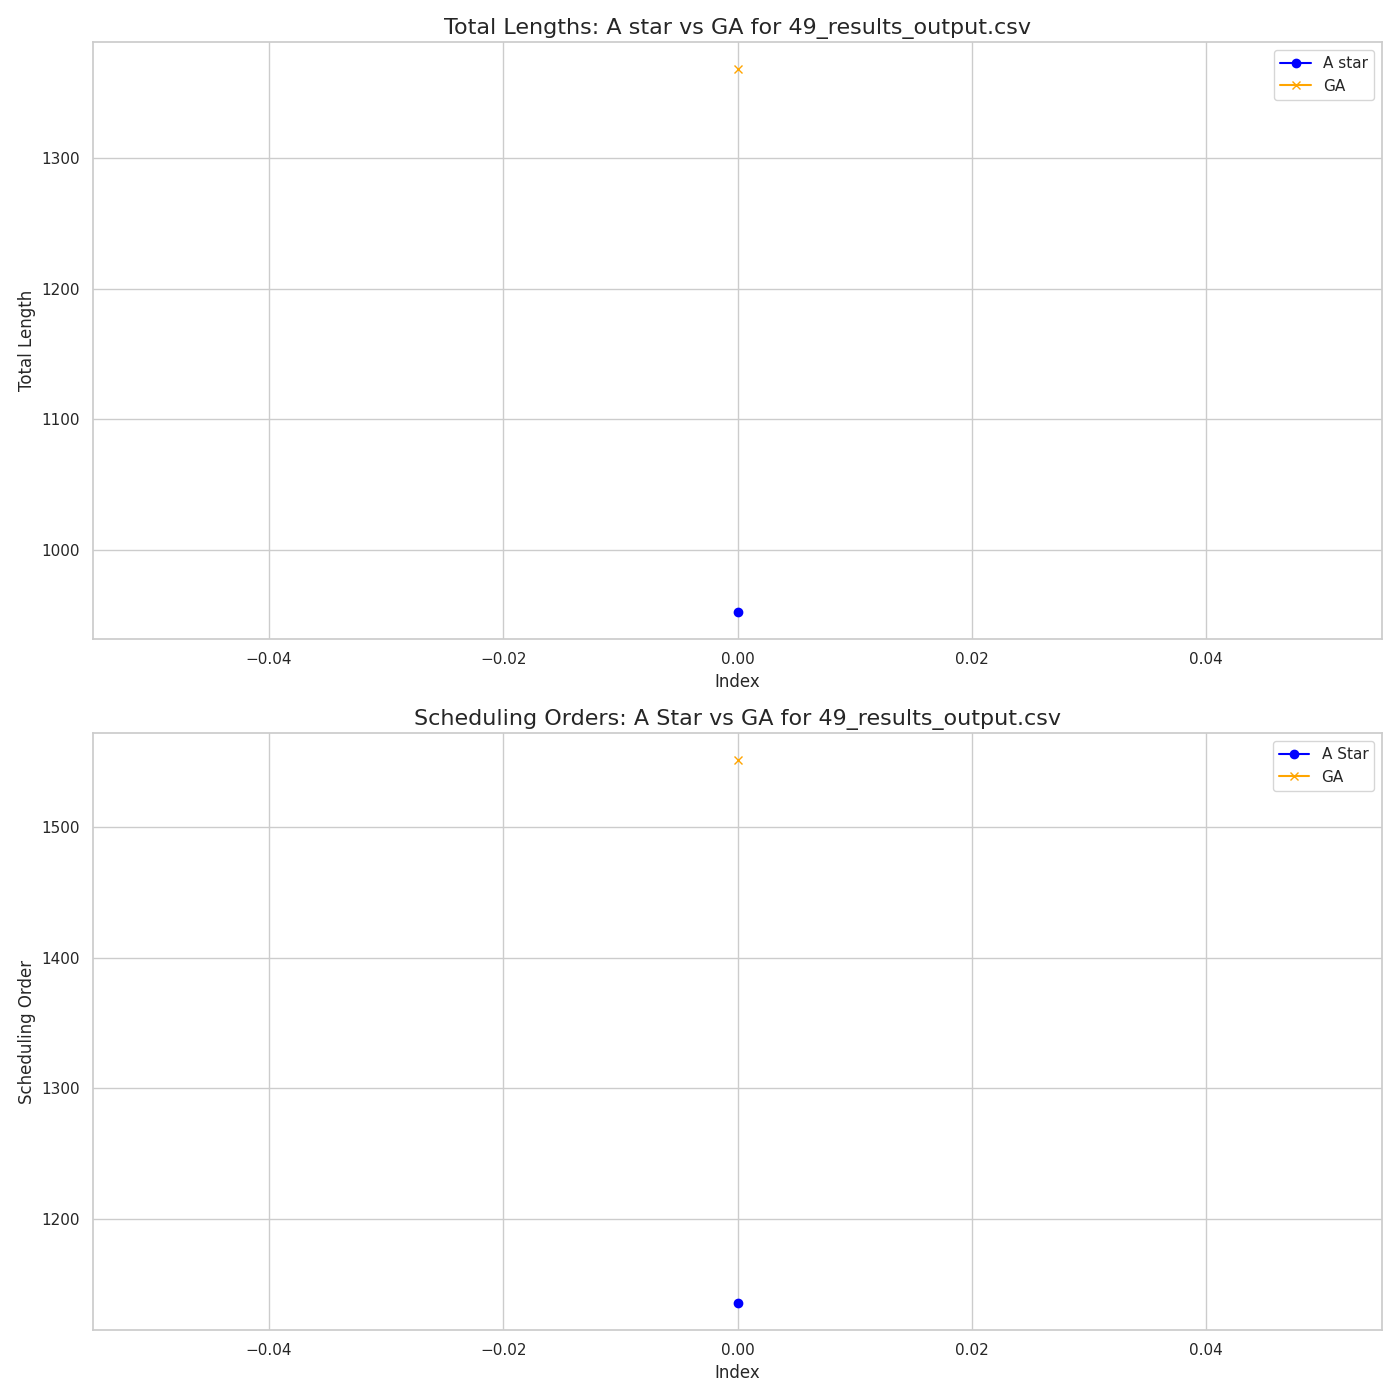 Total Lengths: A star vs GA for 49_results_output.csv
A star
GA
1300
1200
1100
1000
Total Length
−0.04
−0.02
0.00
0.02
0.04
Index
Scheduling Orders: A Star vs GA for 49_results_output.csv
A Star
GA
1500
1400
1300
1200
Scheduling Order
−0.04
−0.02
0.00
0.02
0.04
Index